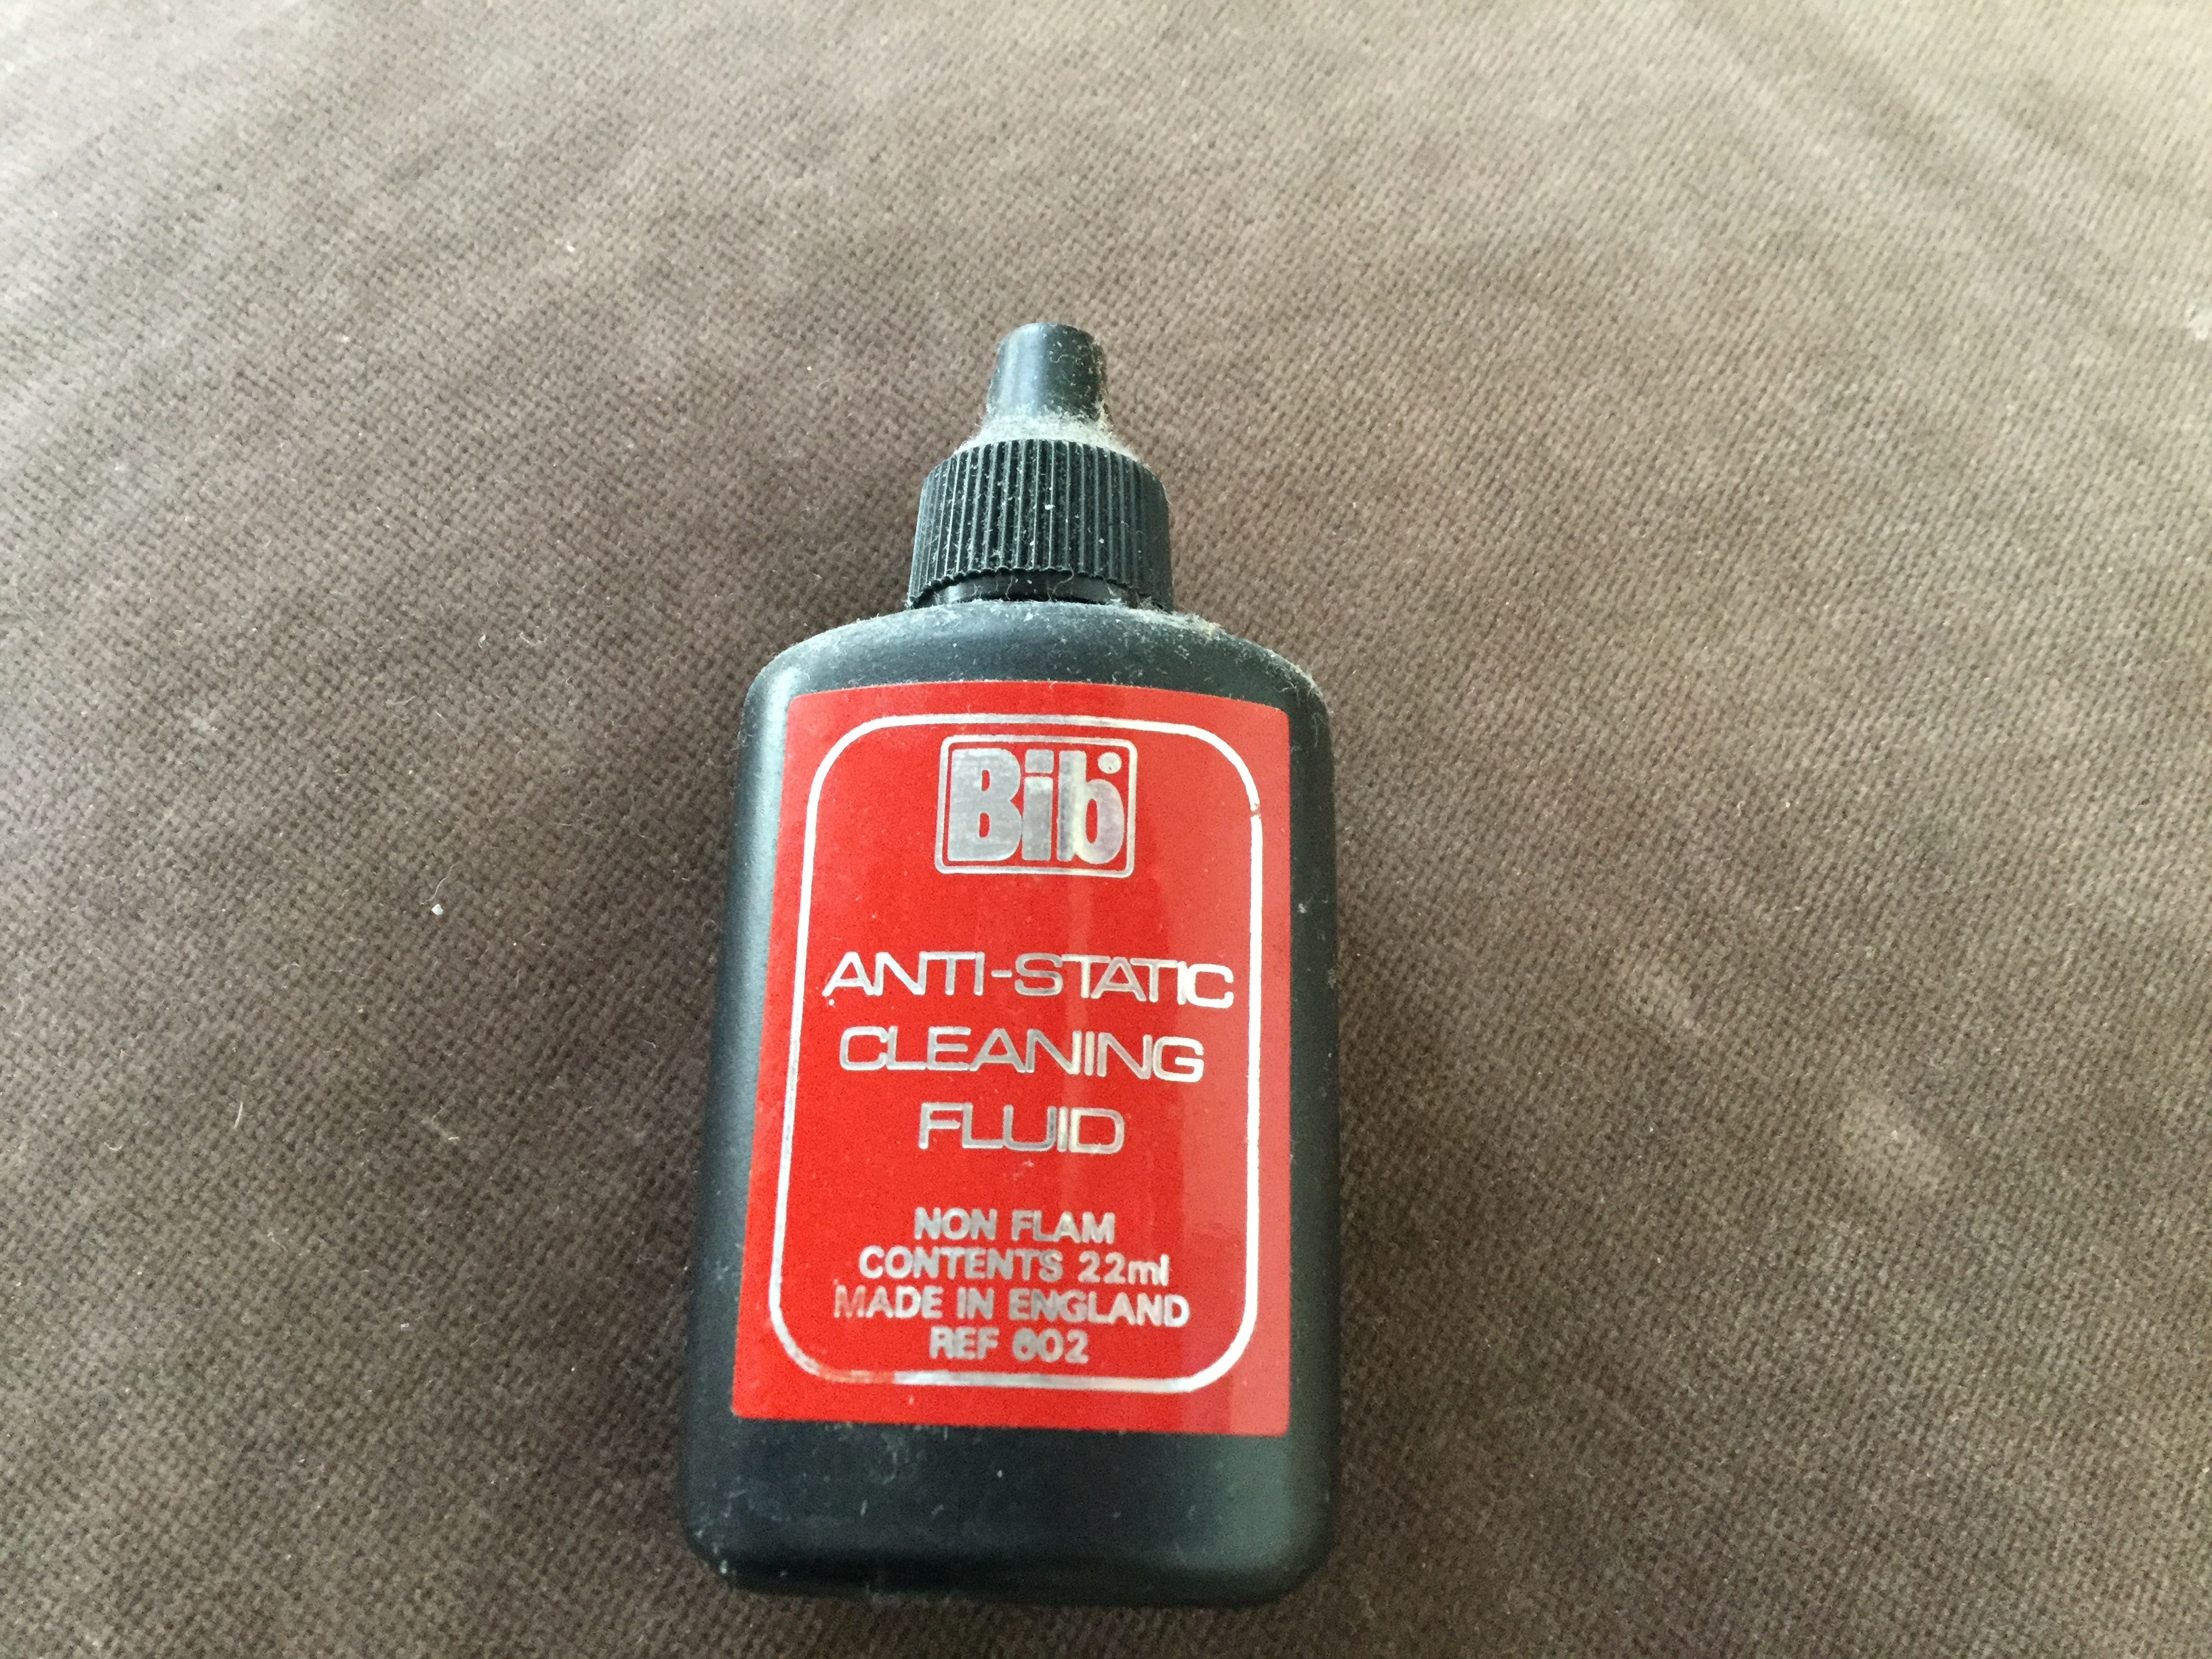 Bib
ANTI-STATIC
CLEANING
FLUID
NON FLAM
CONTENTS 22ml
MADE IN ENGLAND
REF 602